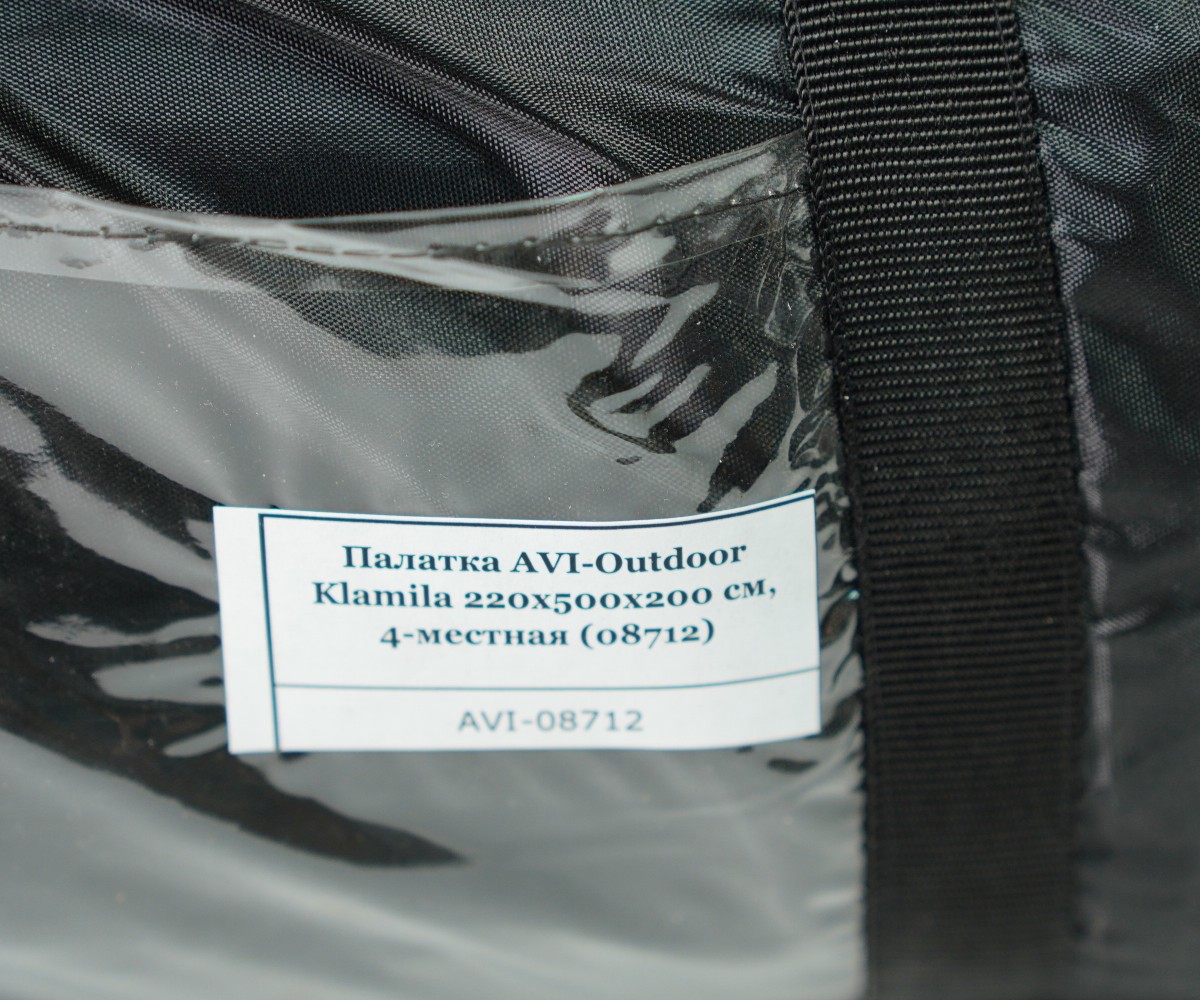 Палатка AVI-Outdoor
Klamila 220x500x200 см,
4-местная (08712)
AVI-08712